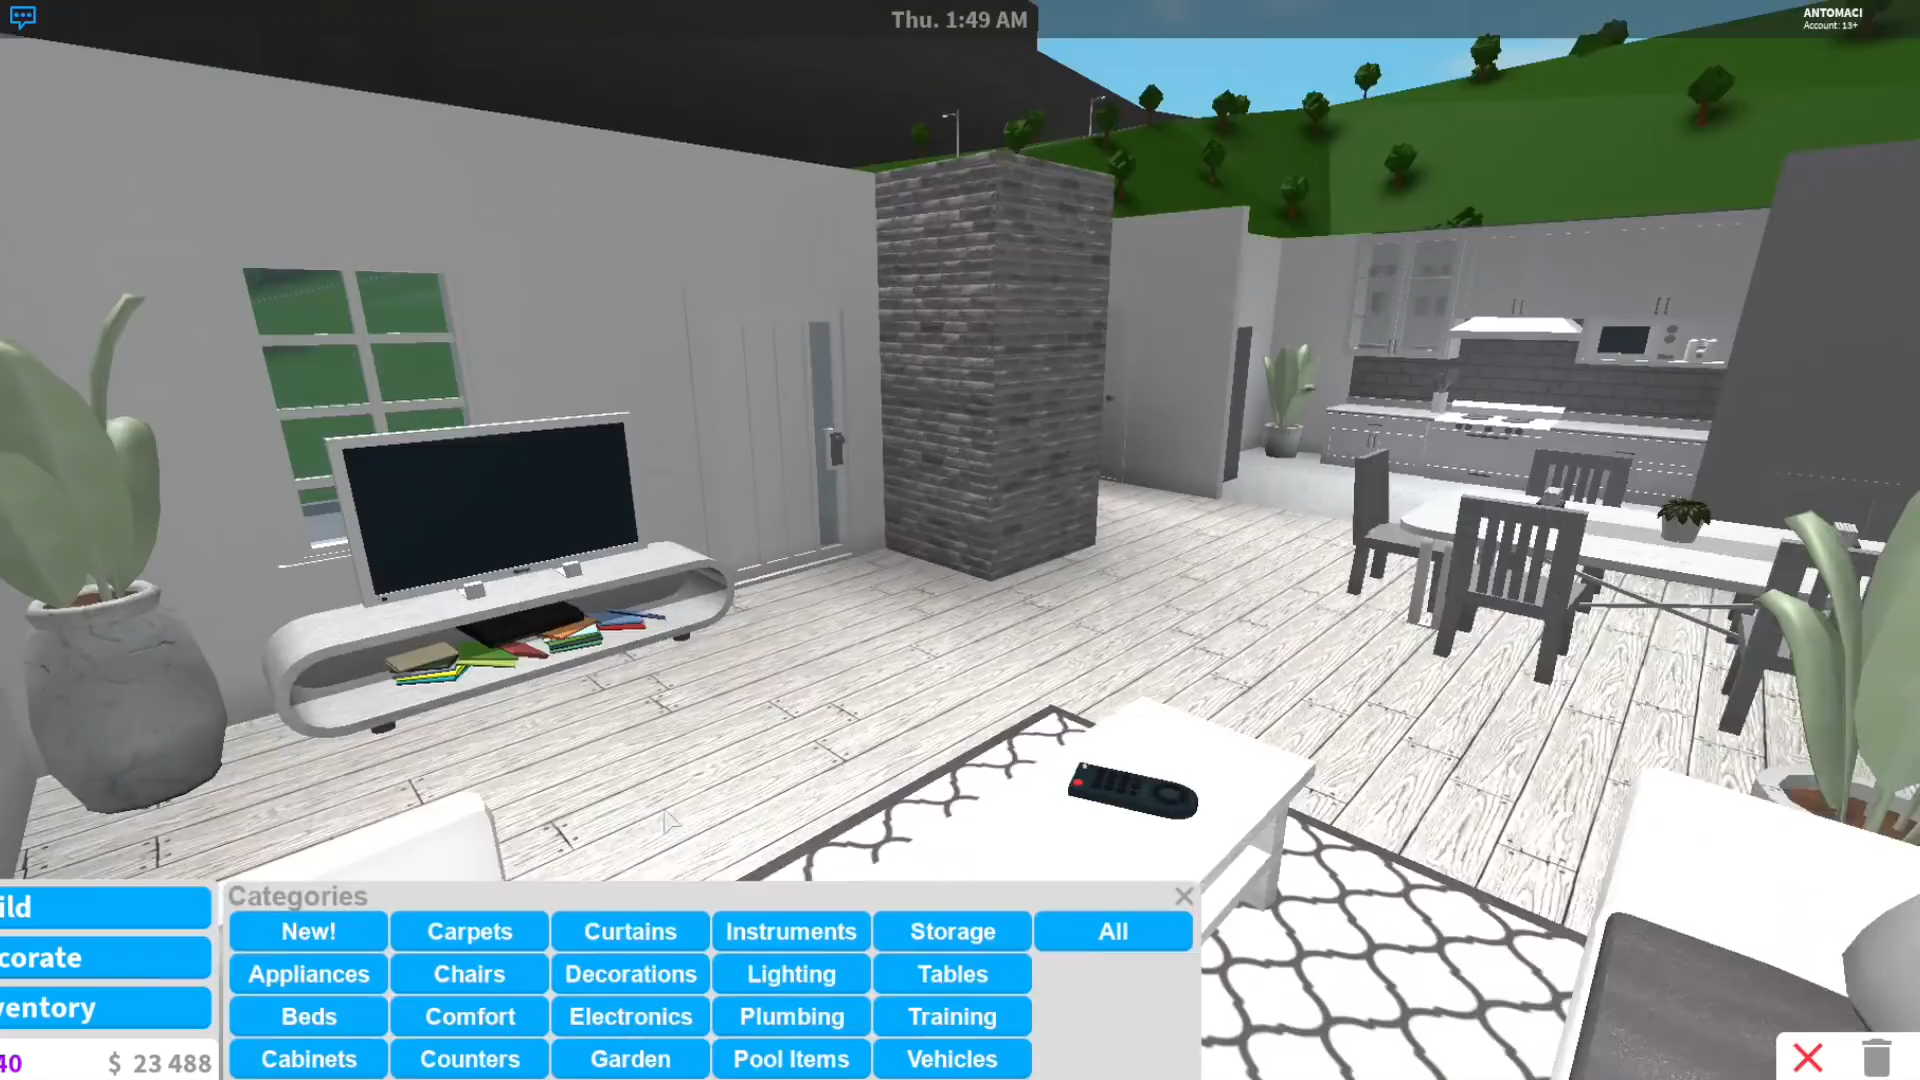 Thu. 1:49 AM
ANTOMACI
Account: 13+
Categories
New!
Carpets
Curtains
Instruments
Storage
All
Appliances
Chairs
Decorations
Lighting
Tables
Beds
Comfort
Electronics
Plumbing
Training
Cabinets
Counters
Garden
Pool Items
Vehicles
ild
corate
ventory
40
$ 23 488